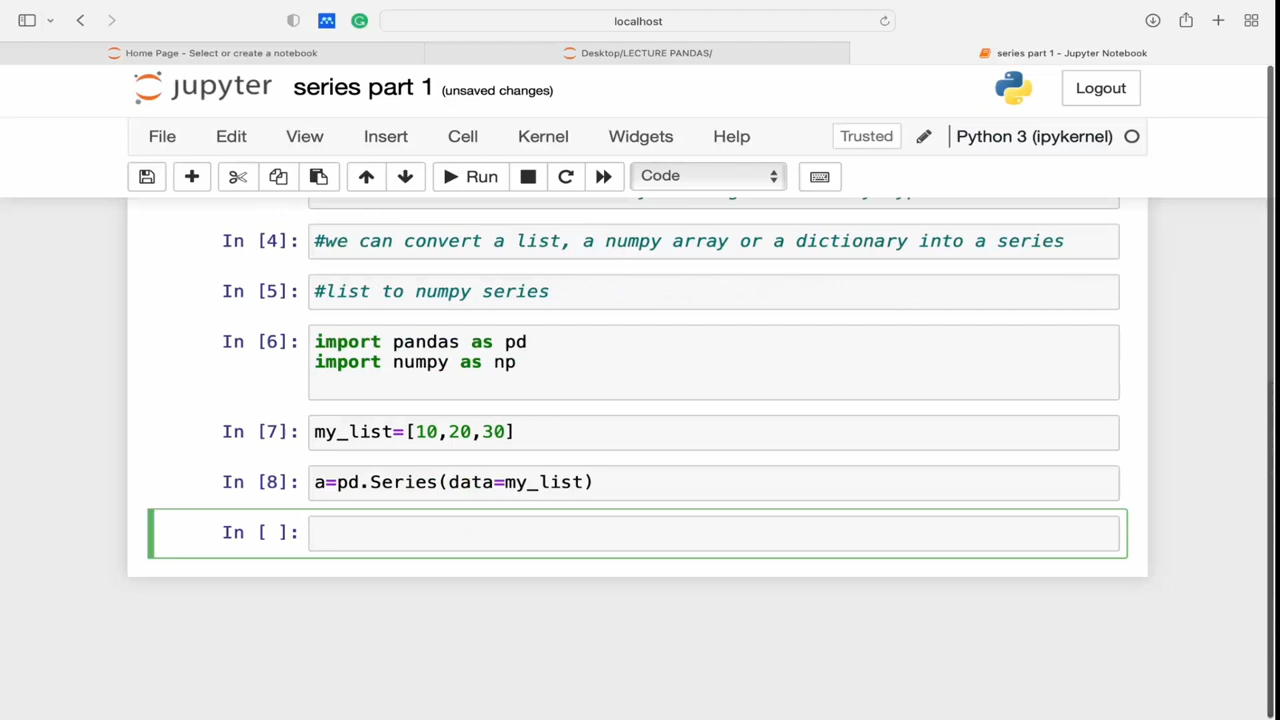 localhost
Home Page - Select or create a notebook
Desktop/LECTURE PANDAS/
series part 1 - Jupyter Notebook
jupyter series part 1 (unsaved changes)
Logout
File Edit View Insert Cell Kernel Widgets Help
Trusted
Python 3 (ipykernel)
Run
Code
In [4]: #we can convert a list, a numpy array or a dictionary into a series
In [5]: #list to numpy series
In [6]: import pandas as pd
import numpy as np
In [7]: my_list=[10,20,30]
In [8]: a=pd.Series(data=my_list)
In [ ]: